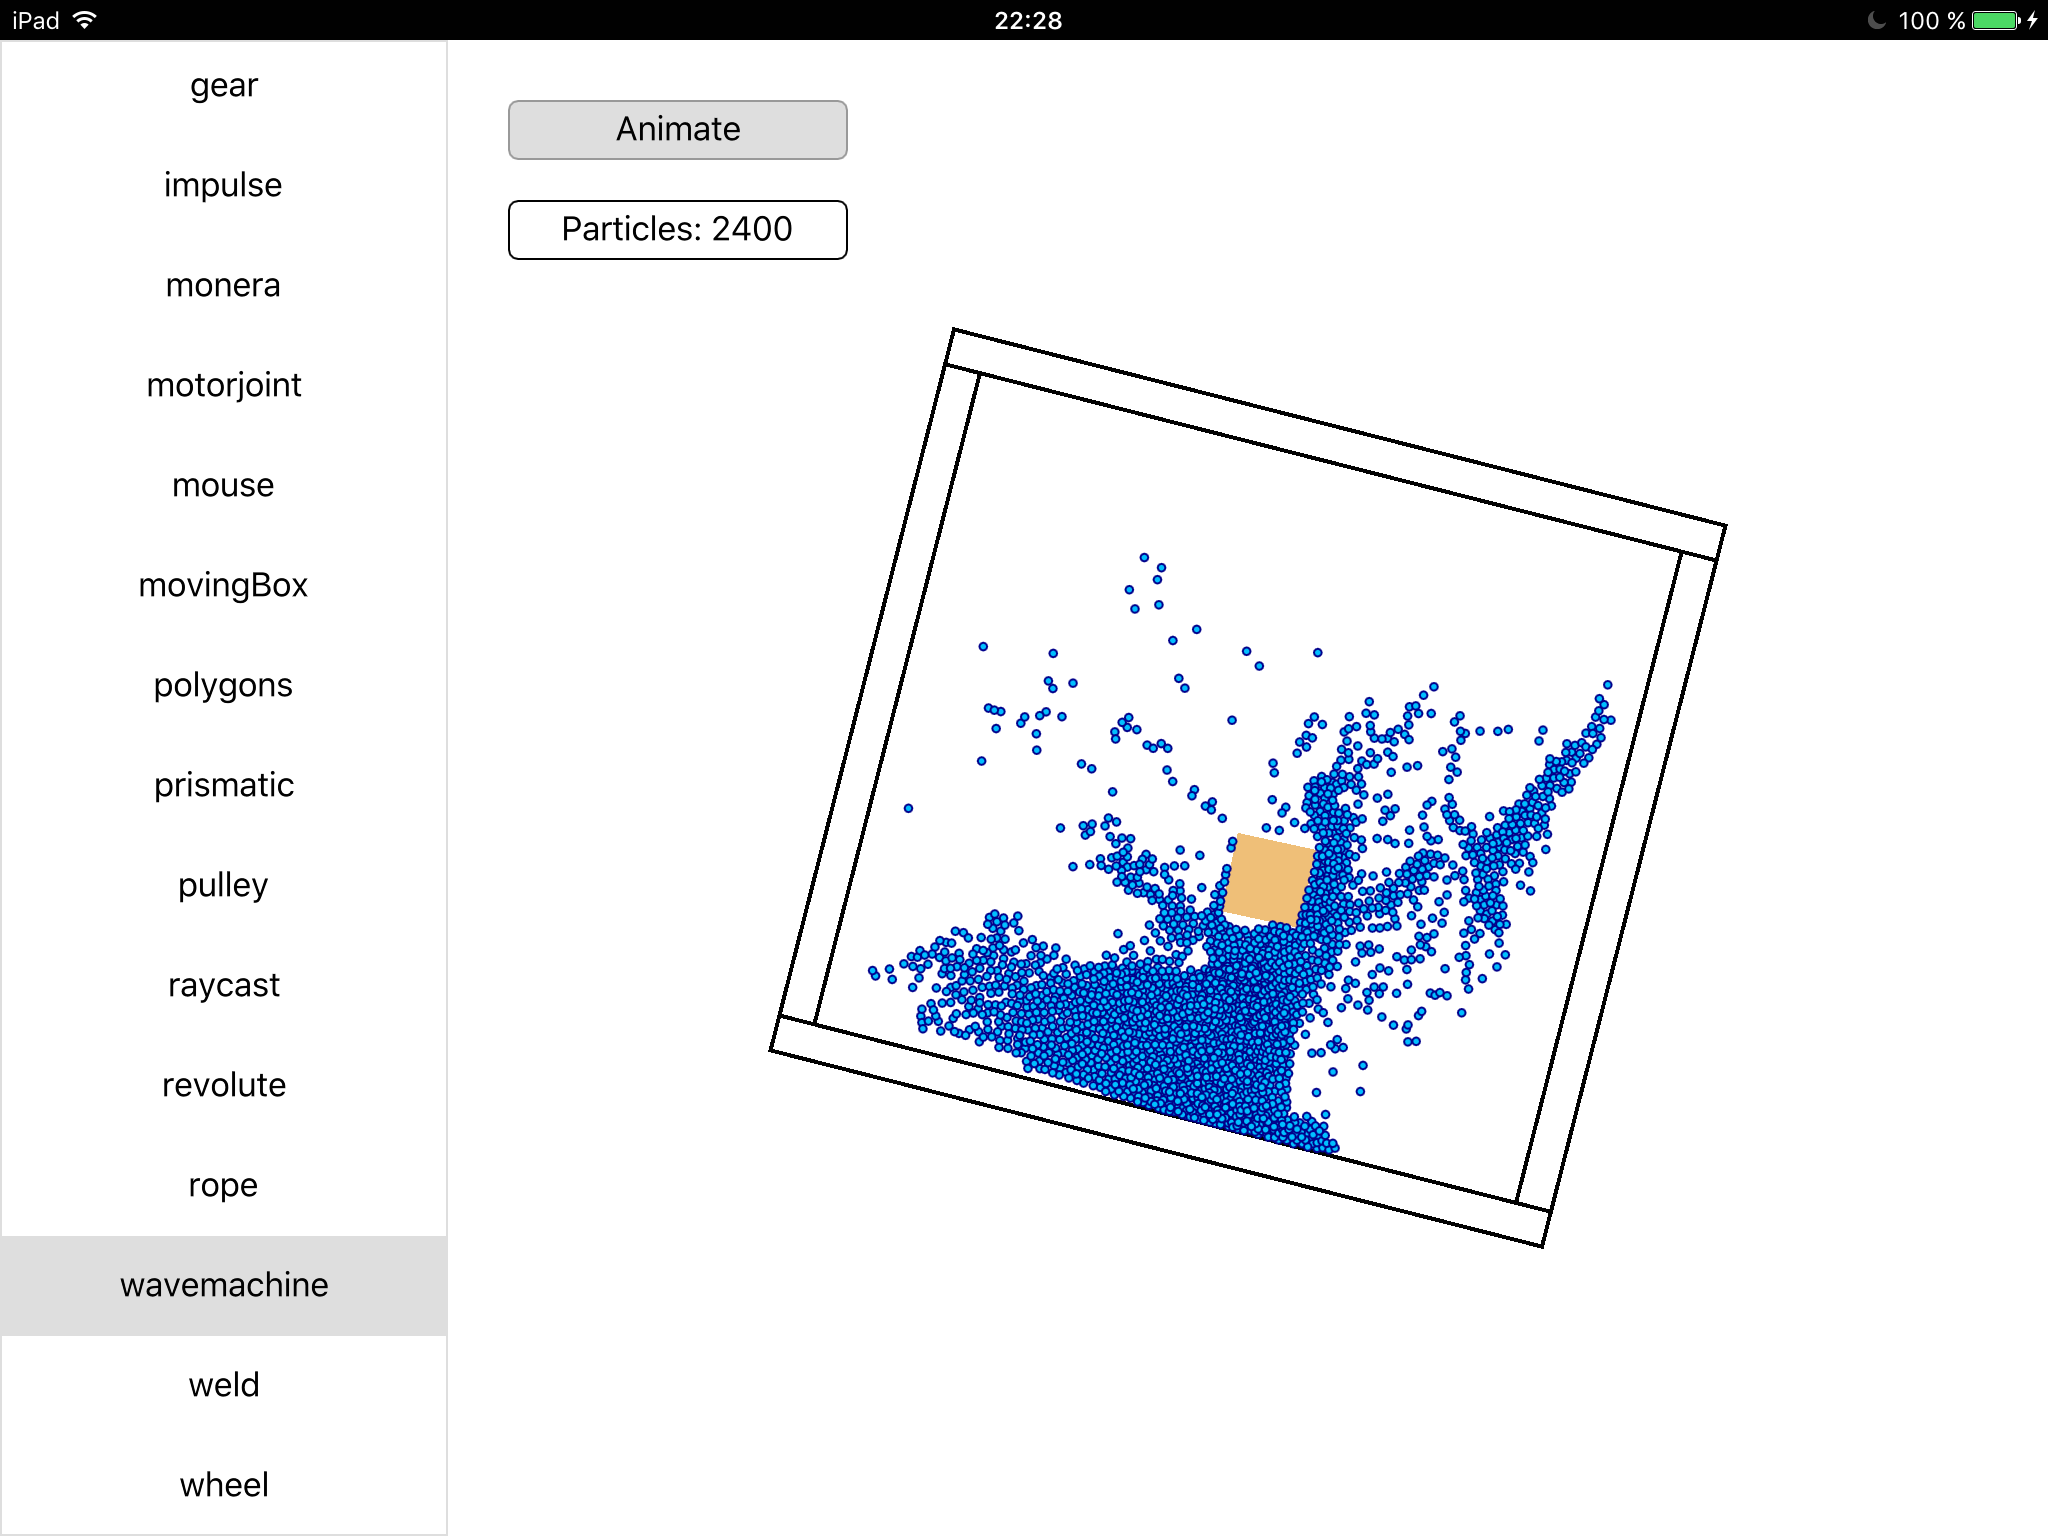 iPad 22:28 100 %
gear
impulse
monera
motorjoint
mouse
movingBox
polygons
prismatic
pulley
raycast
revolute
rope
wavemachine
weld
wheel
Animate
Particles: 2400